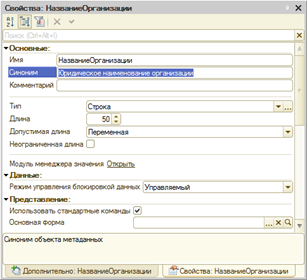 Свойства: НазваниеОрганизации
Поиск (Ctrl+Alt+I)
Основные:
Имя НазваниеОрганизации
Синоним Юридическое наименование организации
Комментарий
Тип Строка
Длина 50
Допустимая длина Переменная
Неограниченная длина
Модуль менеджера значения Открыть
Данные:
Режим управления блокировкой данных Управляемый
Представление:
Использовать стандартные команды
Основная форма
Синоним объекта метаданных
Дополнительно: НазваниеОрганизации Свойства: НазваниеОрганизации